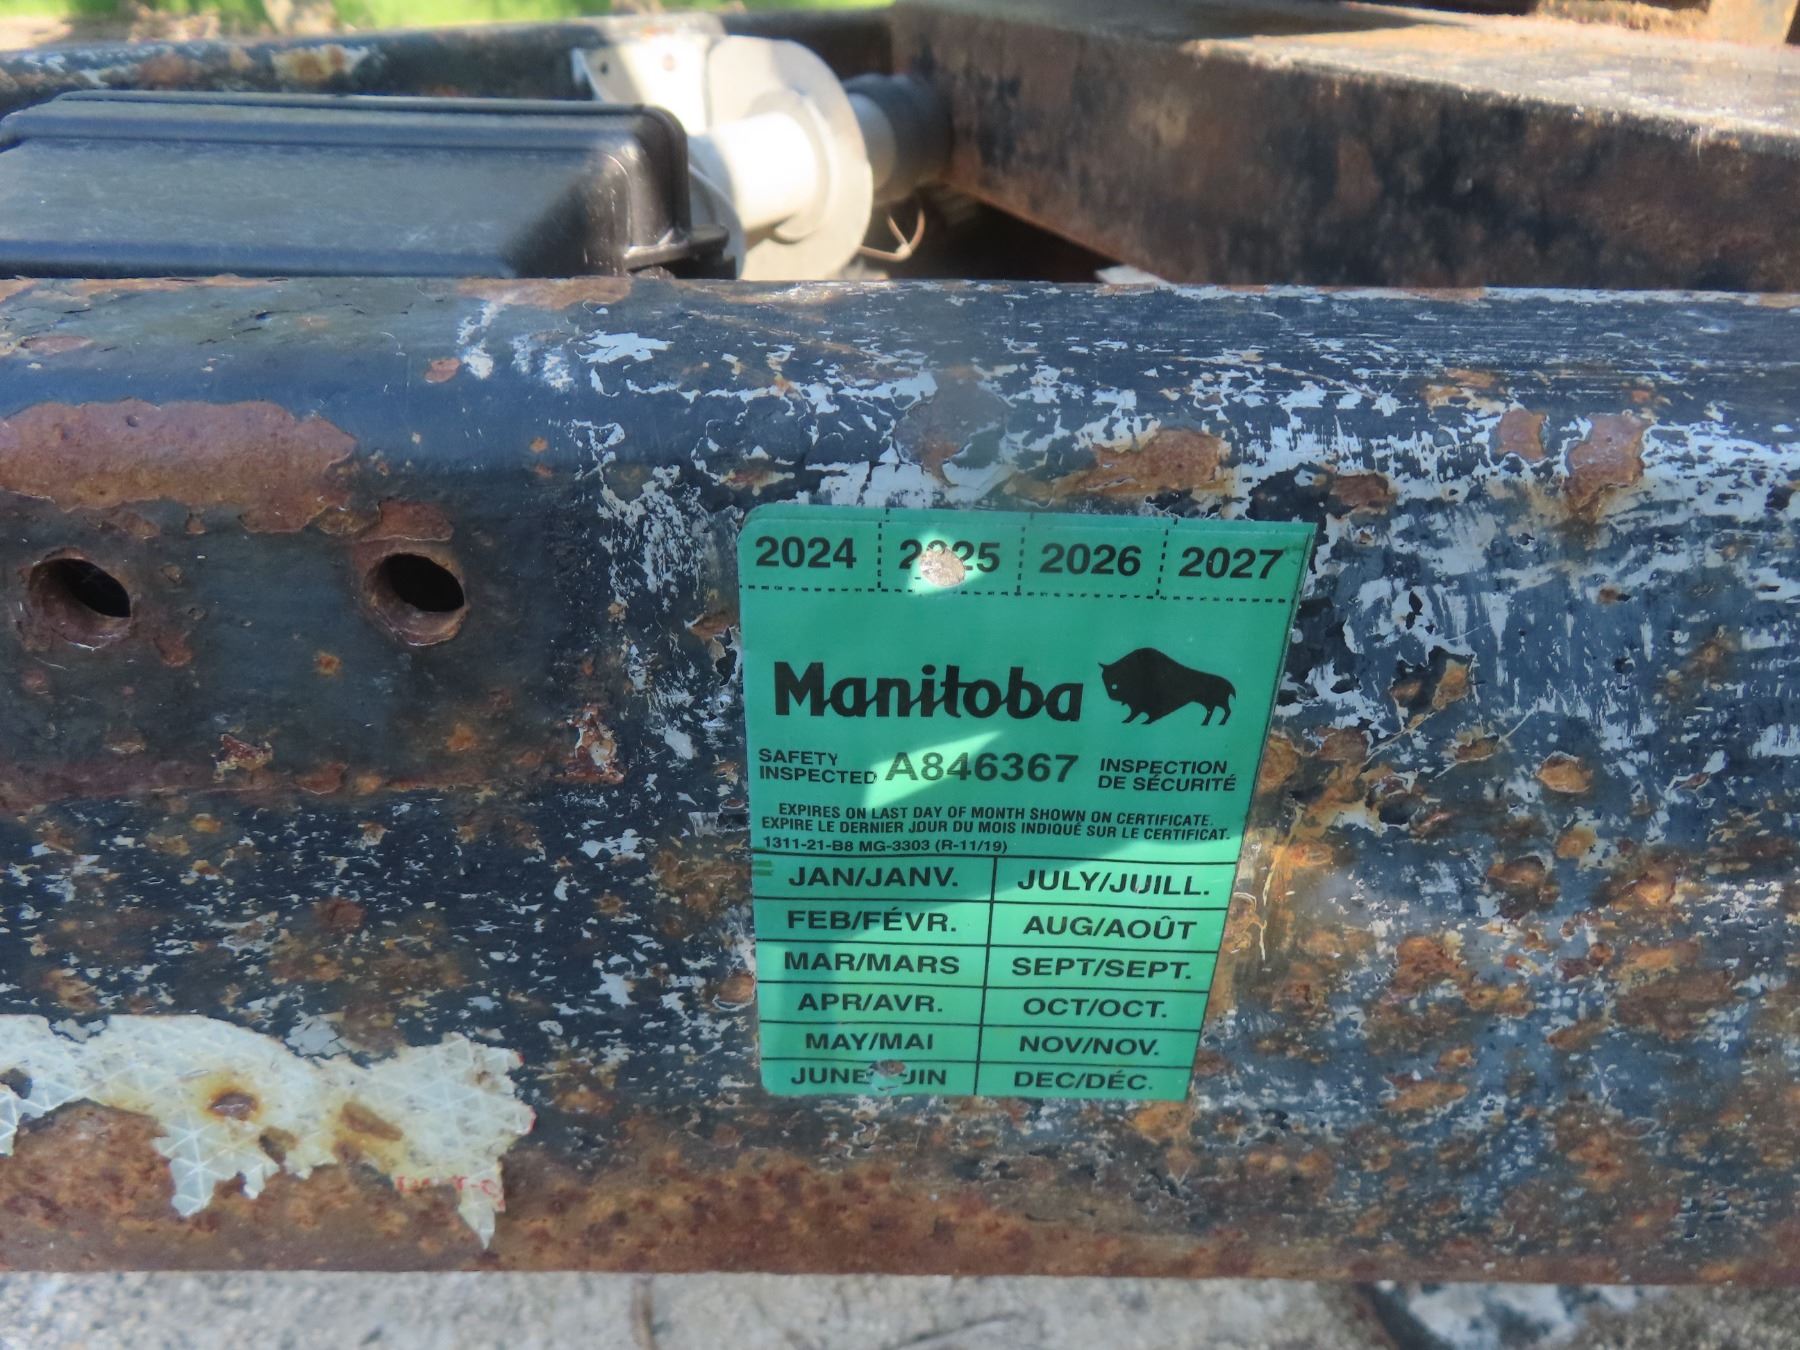 2024 2025 2026 2027
Manitoba
SAFETY INSPECTED A846367 INSPECTION DE SÉCURITÉ
EXPIRES ON LAST DAY OF MONTH SHOWN ON CERTIFICATE.
EXPIRE LE DERNIER JOUR DU MOIS INDIQUÉ SUR LE CERTIFICAT.
1311-21-B8 MG-3303 (R-11/19)
JAN/JANV. JULY/JUILL.
FEB/FÉVR. AUG/AOÛT
MAR/MARS SEPT/SEPT.
APR/AVR. OCT/OCT.
MAY/MAI NOV/NOV.
JUNE/JUIN DEC/DÉC.